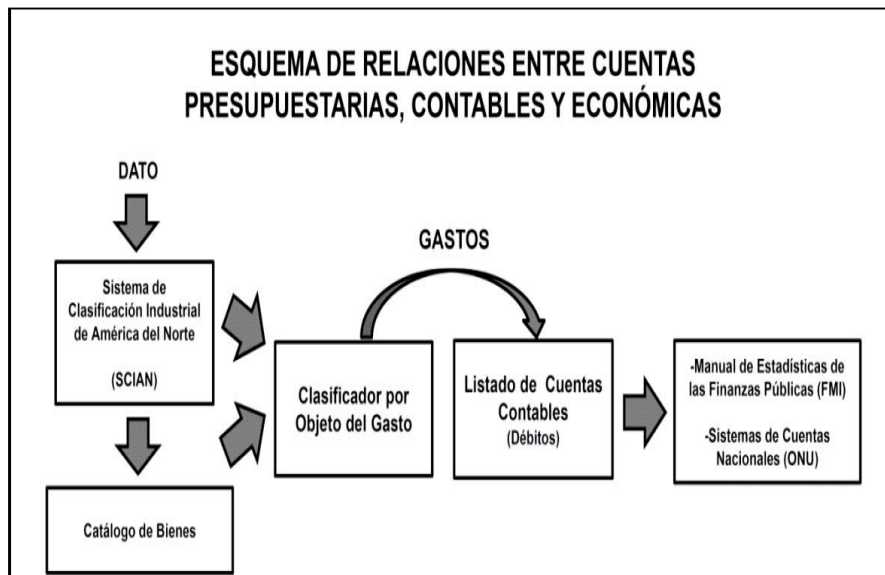 ESQUEMA DE RELACIONES ENTRE CUENTAS
PRESUPUESTARIAS, CONTABLES Y ECONÓMICAS
DATO
GASTOS
Sistema de
Clasificación Industrial
de América del Norte
(SCIAN)
Clasificador por
Objeto del Gasto
Listado de Cuentas
Contables
(Débitos)
-Manual de Estadísticas de
las Finanzas Públicas (FMI)
-Sistemas de Cuentas
Nacionales (ONU)
Catálogo de Bienes